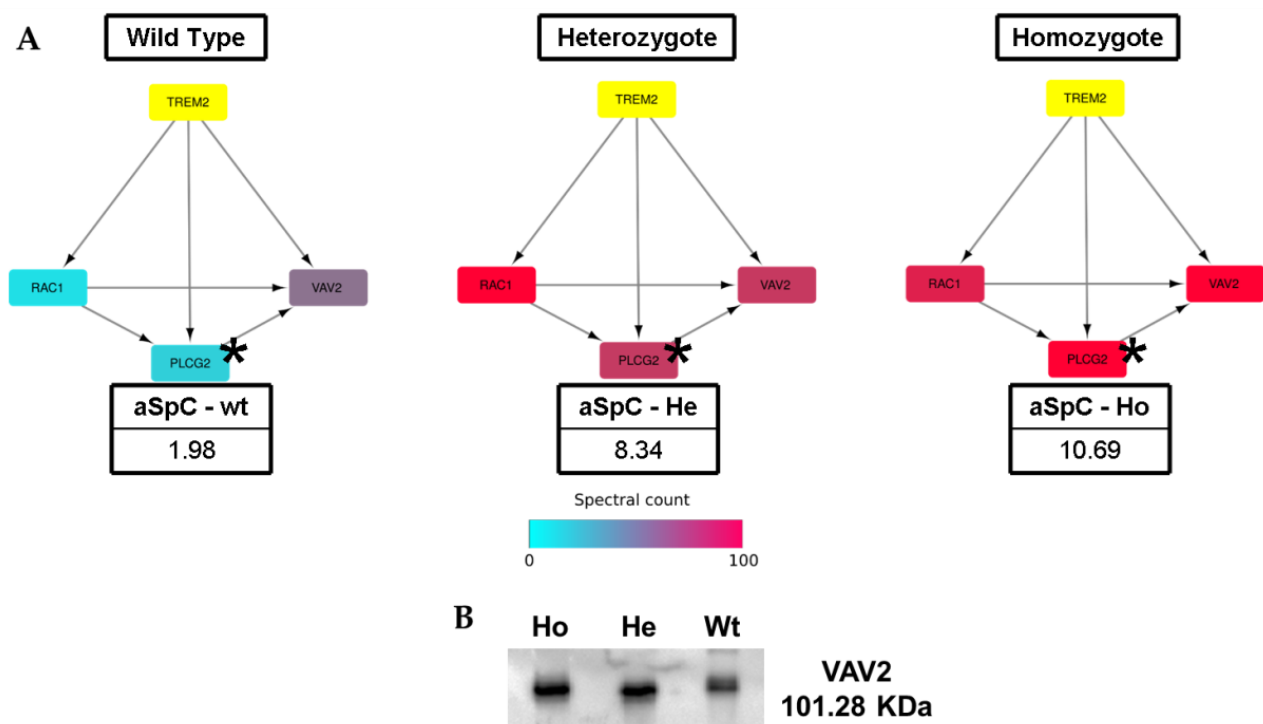 A
Wild Type
Heterozygote
Homozygote
TREM2
TREM2
TREM2
RAC1
VAV2
RAC1
VAV2
RAC1
VAV2
PLCG2 *
PLCG2 *
PLCG2 *
aSpC - wt
aSpC - He
aSpC - Ho
1.98
8.34
10.69
Spectral count
0
100
B
Ho
He
Wt
VAV2
101.28 KDa